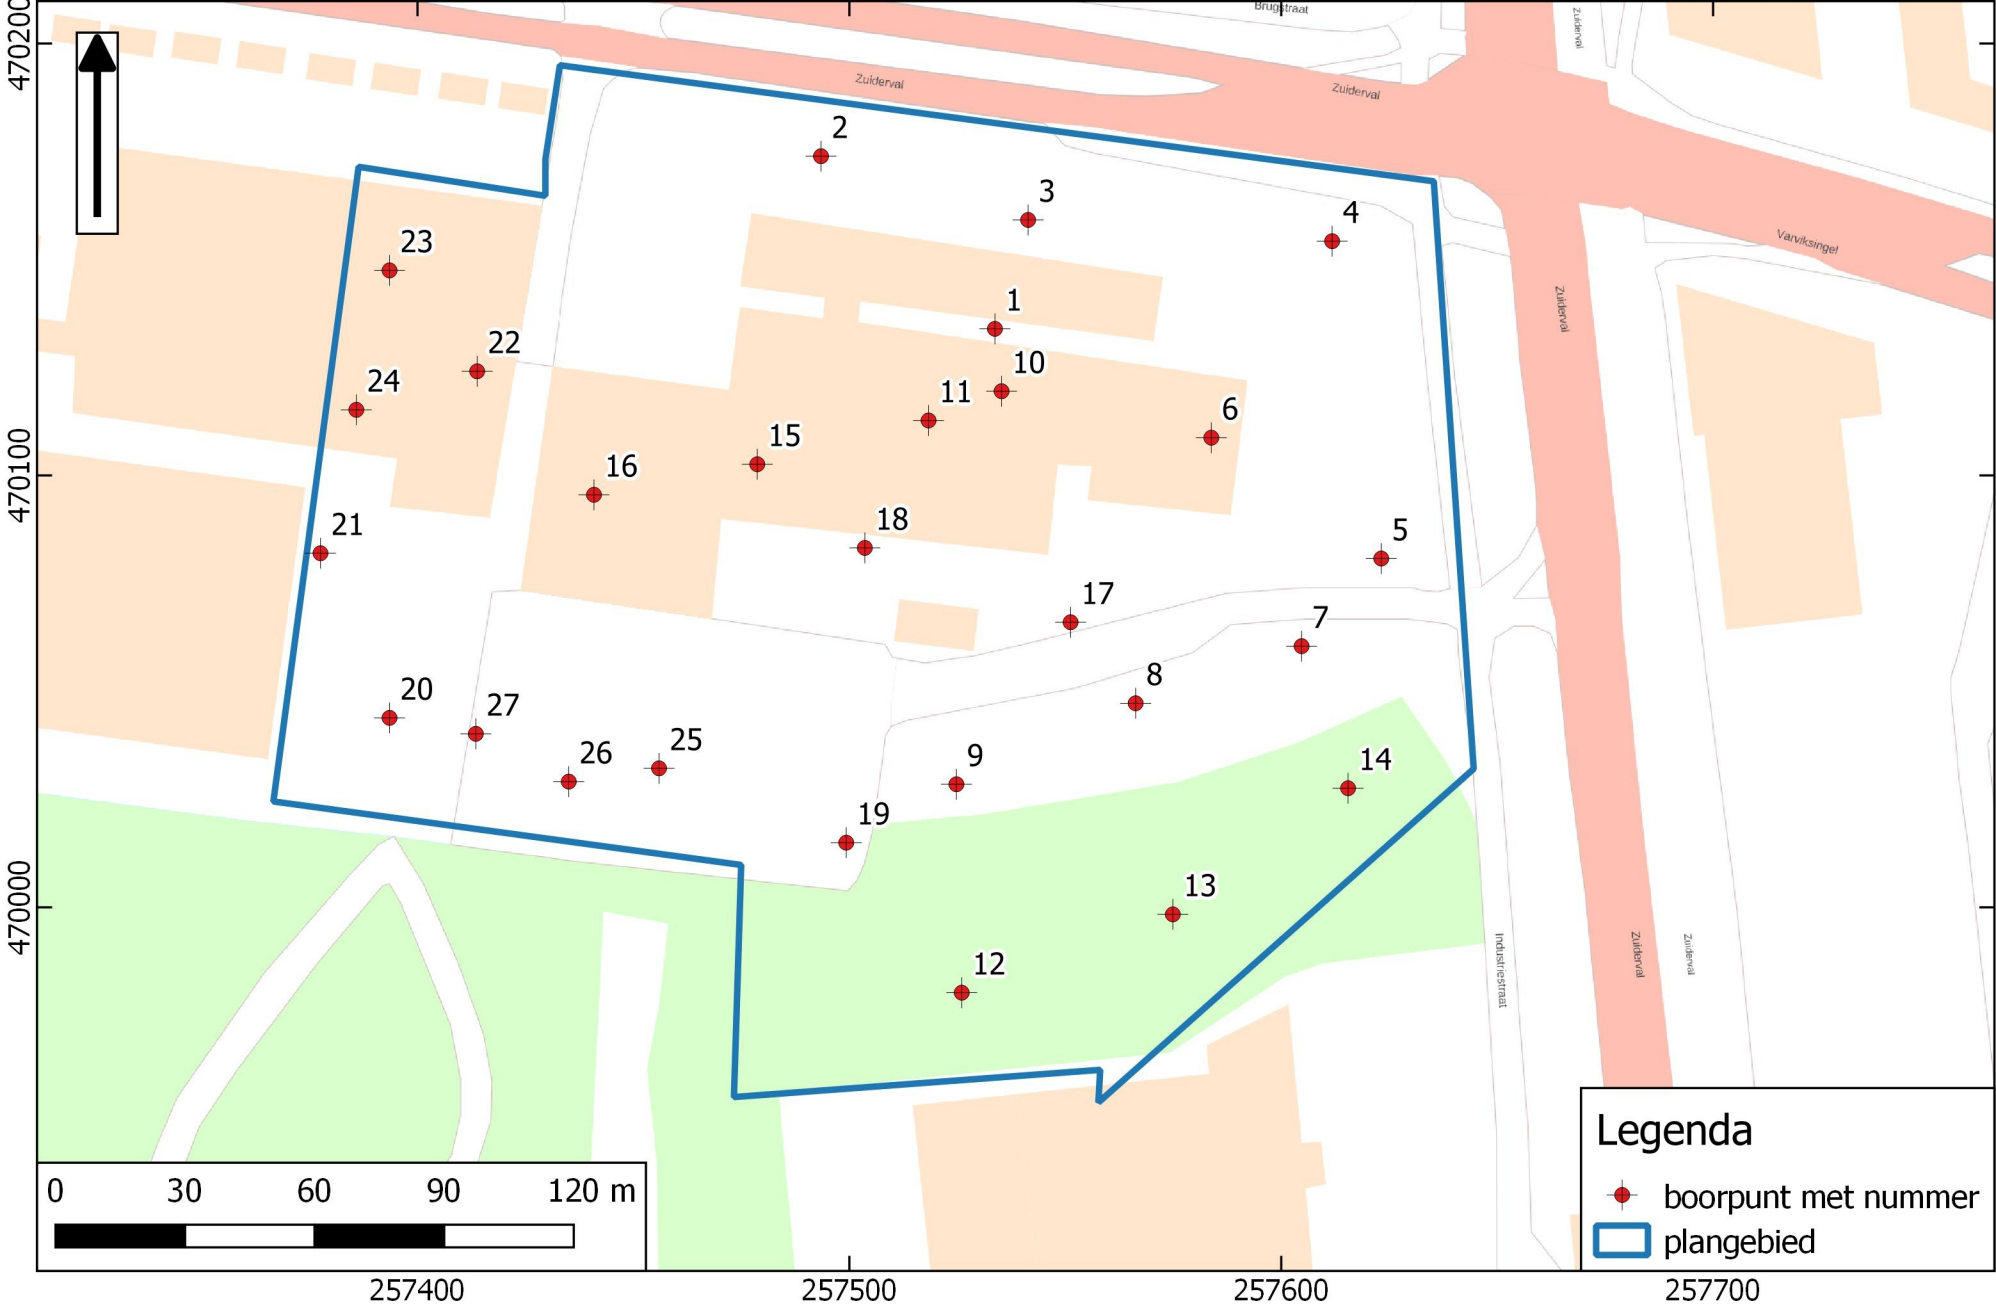 Brugstraat
Zuiderval
470200
Zuiderval
Zuiderval
2
3
4
Varviksingel
23
1
Zuiderval
22
10
24
11
6
15
16
470100
18
21
5
17
7
8
20
27
26
25
9
14
19
13
470000
12
Zuiderval
Zuiderval
Industriestraat
Legenda
boorpunt met nummer
plangebied
0 30 60 90 120 m
257400 257500 257600 257700